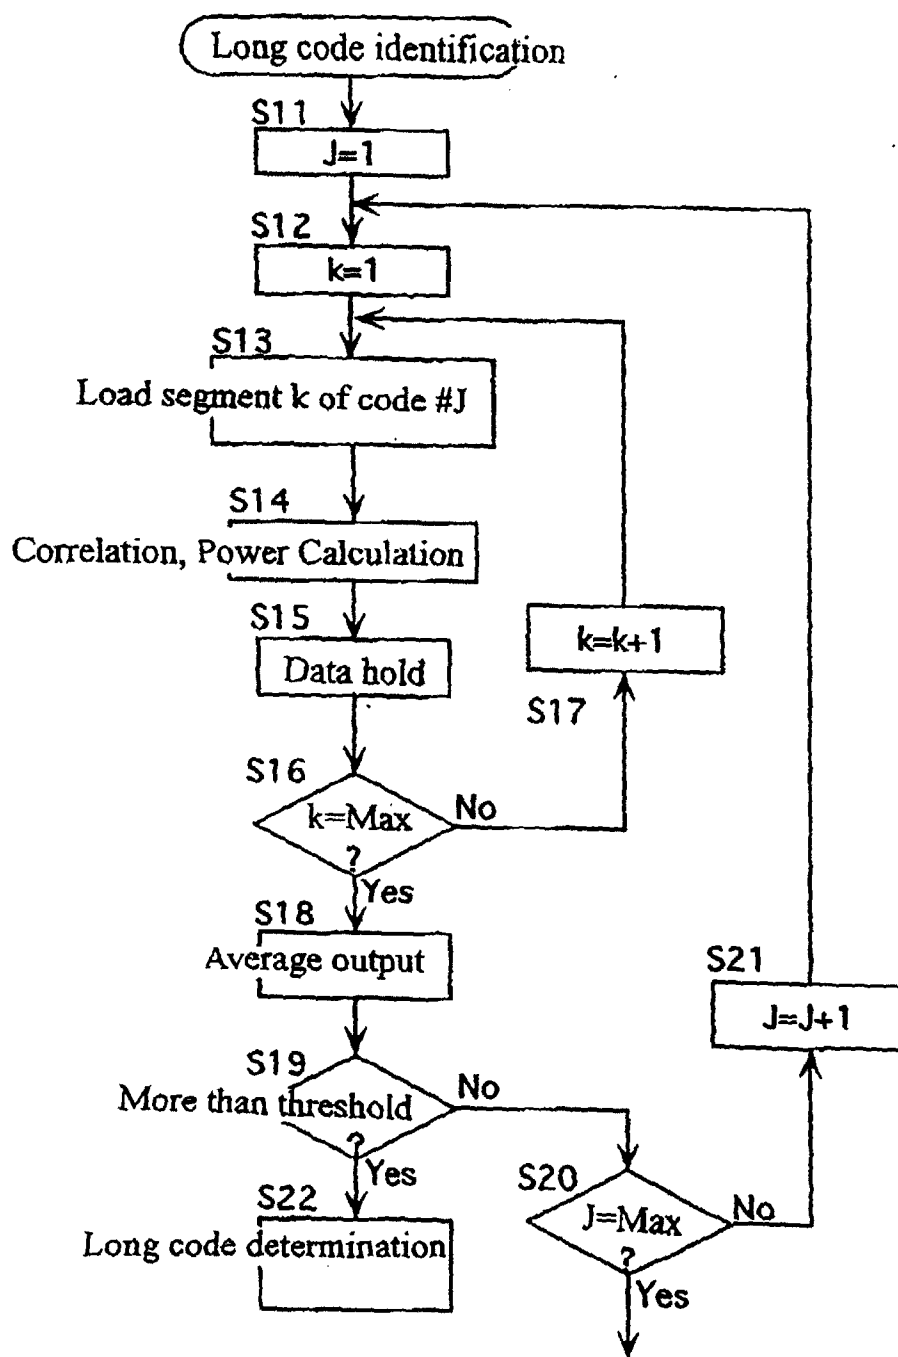 Long code identification
S11
J=1
S12
k=1
S13
Load segment k of code #J
S14
Correlation, Power Calculation
S15
Data hold
k=k+1
S17
S16
k=Max
?
No
Yes
S18
Average output
S21
J=J+1
S19
More than threshold
?
No
Yes
S20
J=Max
?
No
Yes
S22
Long code determination